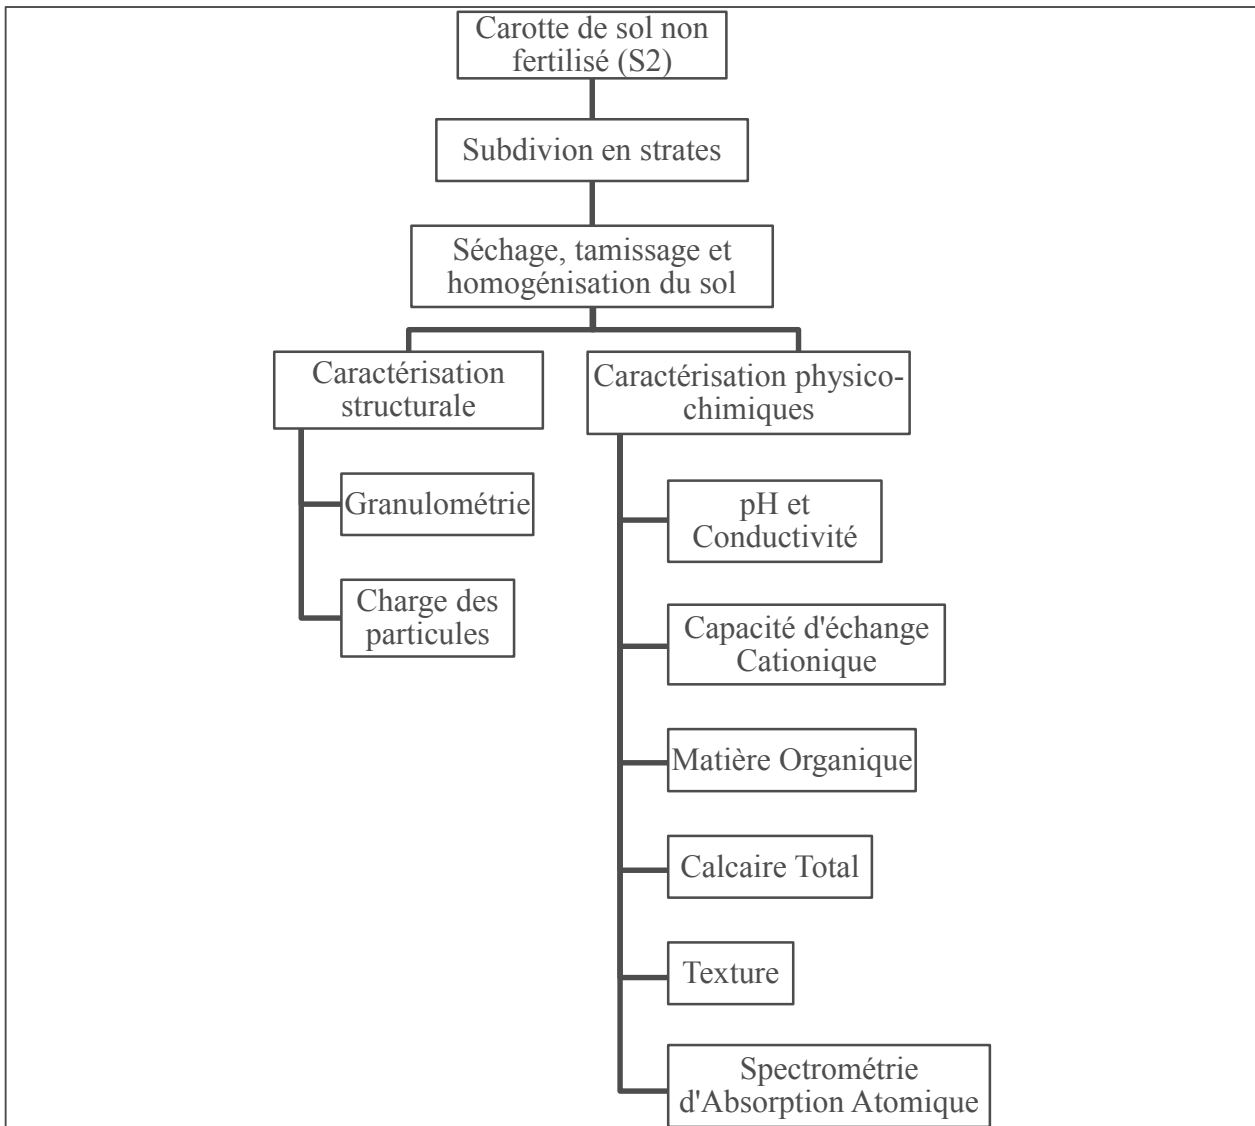 Carotte de sol non
fertilisé (S2)
Subdivion en strates
Séchage, tamissage et
homogénisation du sol
Caractérisation
structurale
Granulométrie
Charge des
particules
Caractérisation physico-
chimiques
pH et
Conductivité
Capacité d'échange
Cationique
Matière Organique
Calcaire Total
Texture
Spectrométrie
d'Absorption Atomique